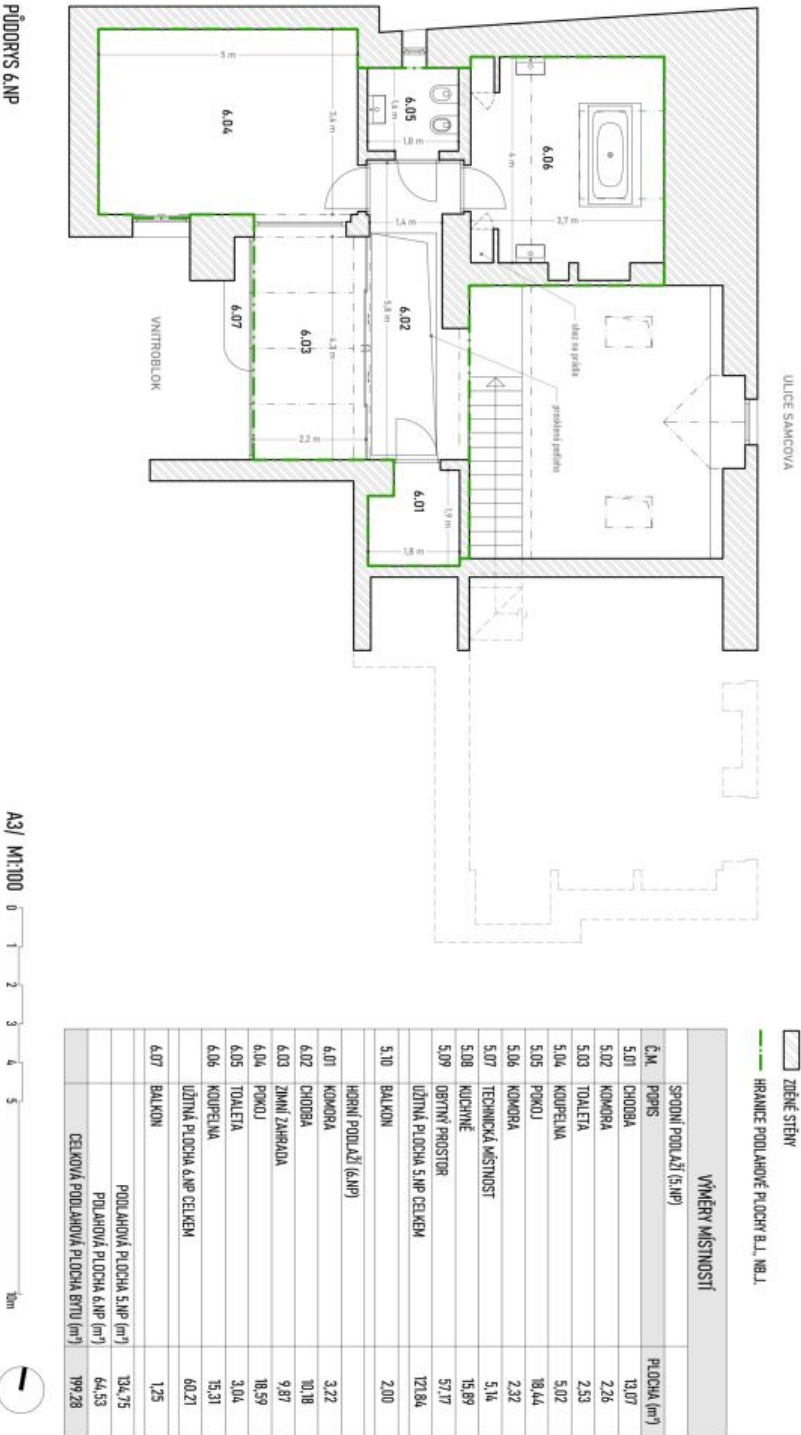 PŮDORYS 6.NP
ULICE SAMCOVA
VNITROBLOK
6.04
5 m
3,6 m
6.05
1,6 m
1,8 m
6.06
4 m
3,7 m
1,4 m
6.02
5,8 m
6.03
4,3 m
2,2 m
6.07
6.01
1,9 m
1,8 m
shoz na prádlo
prosklená podlaha
A3/ M1:100
0 1 2 3 4 5 10m
ZDĚNÉ STĚNY
HRANICE PODLAHOVÉ PLOCHY B.J., NB.J.
VÝMĚRY MÍSTNOSTÍ
SPODNÍ PODLAŽÍ (5.NP)
Č.M. POPIS PLOCHA (m²)
5.01 CHODBA 13,07
5.02 KOMORA 2,26
5.03 TOALETA 2,53
5.04 KOUPELNA 5,02
5.05 POKOJ 18,44
5.06 KOMORA 2,32
5.07 TECHNICKÁ MÍSTNOST 5,14
5.08 KUCHYNĚ 15,89
5.09 OBYTNÝ PROSTOR 57,17
UŽITNÁ PLOCHA 5.NP CELKEM 121.84
5.10 BALKON 2,00
HORNÍ PODLAŽÍ (6.NP)
6.01 KOMORA 3,22
6.02 CHODBA 10,18
6.03 ZIMNÍ ZAHRADA 9,87
6.04 POKOJ 18,59
6.05 TOALETA 3,04
6.06 KOUPELNA 15,31
UŽITNÁ PLOCHA 6.NP CELKEM 60.21
6.07 BALKON 1,25
PODLAHOVÁ PLOCHA 5.NP (m²) 134,75
PDLAHOVÁ PLOCHA 6.NP (m²) 64,53
CELKOVÁ PODLAHOVÁ PLOCHA BYTU (m²) 199,28